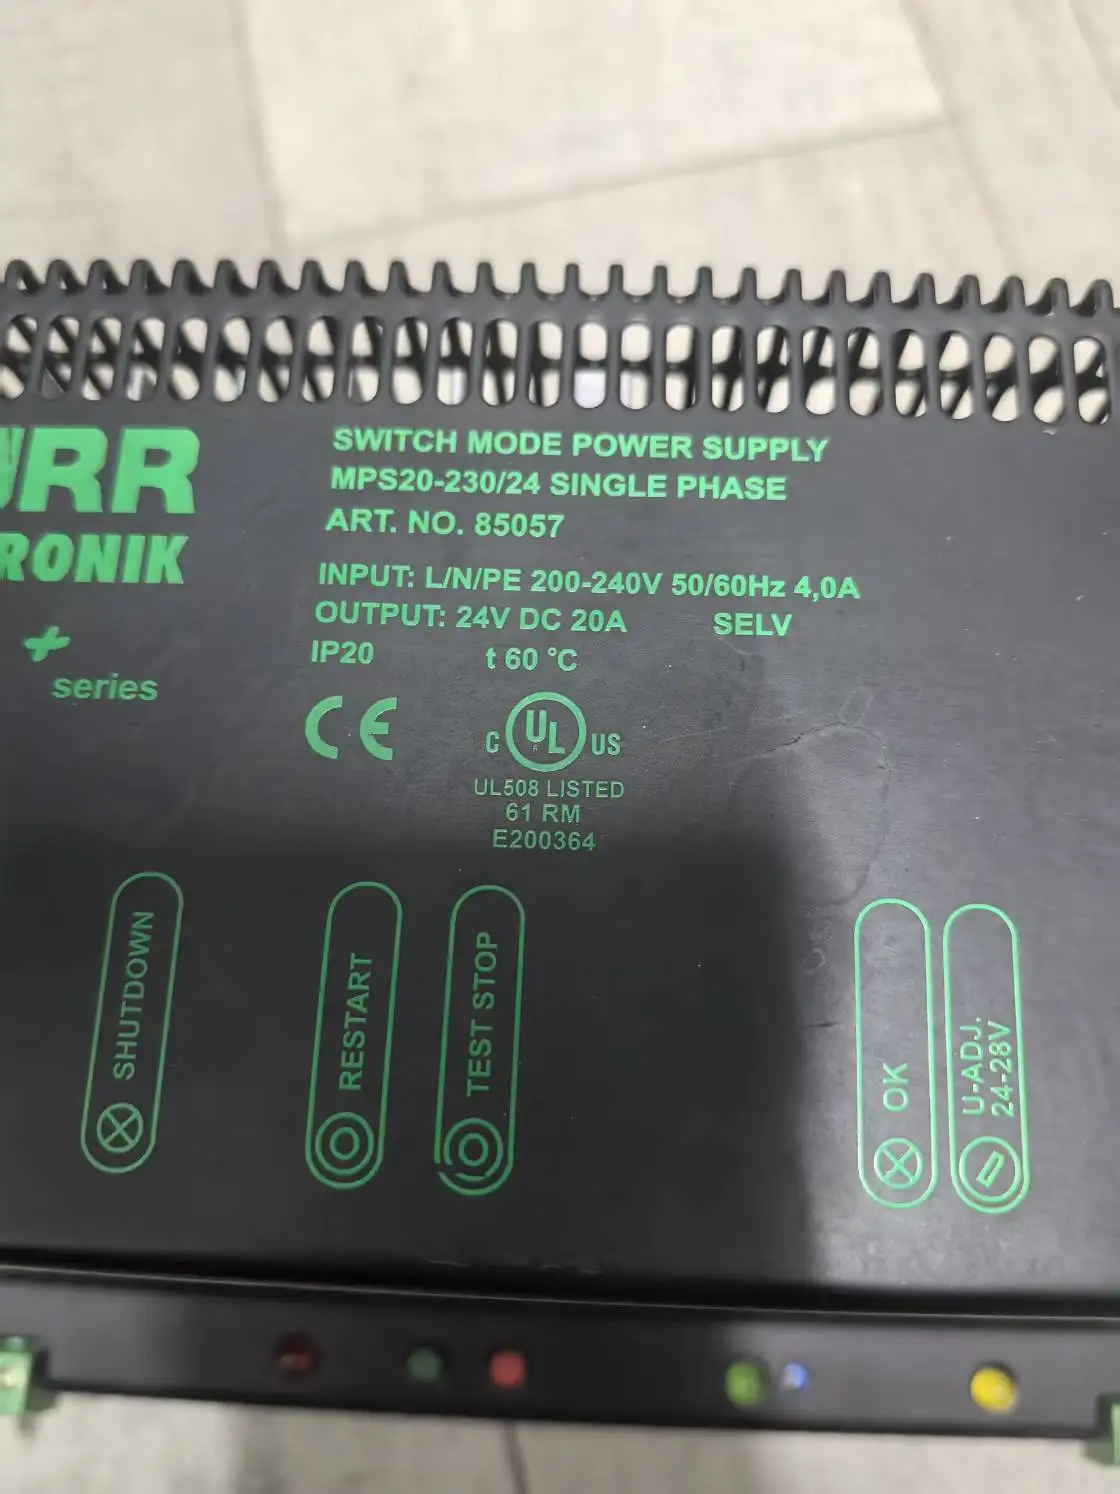 URR
RONIK
+
series
SWITCH MODE POWER SUPPLY
MPS20-230/24 SINGLE PHASE
ART. NO. 85057
INPUT: L/N/PE 200-240V 50/60Hz 4,0A
OUTPUT: 24V DC 20A SELV
IP20 t 60 °C
CE
C UL US
UL508 LISTED
61 RM
E200364
SHUTDOWN
RESTART
TEST STOP
OK
U-ADJ.
24-28V